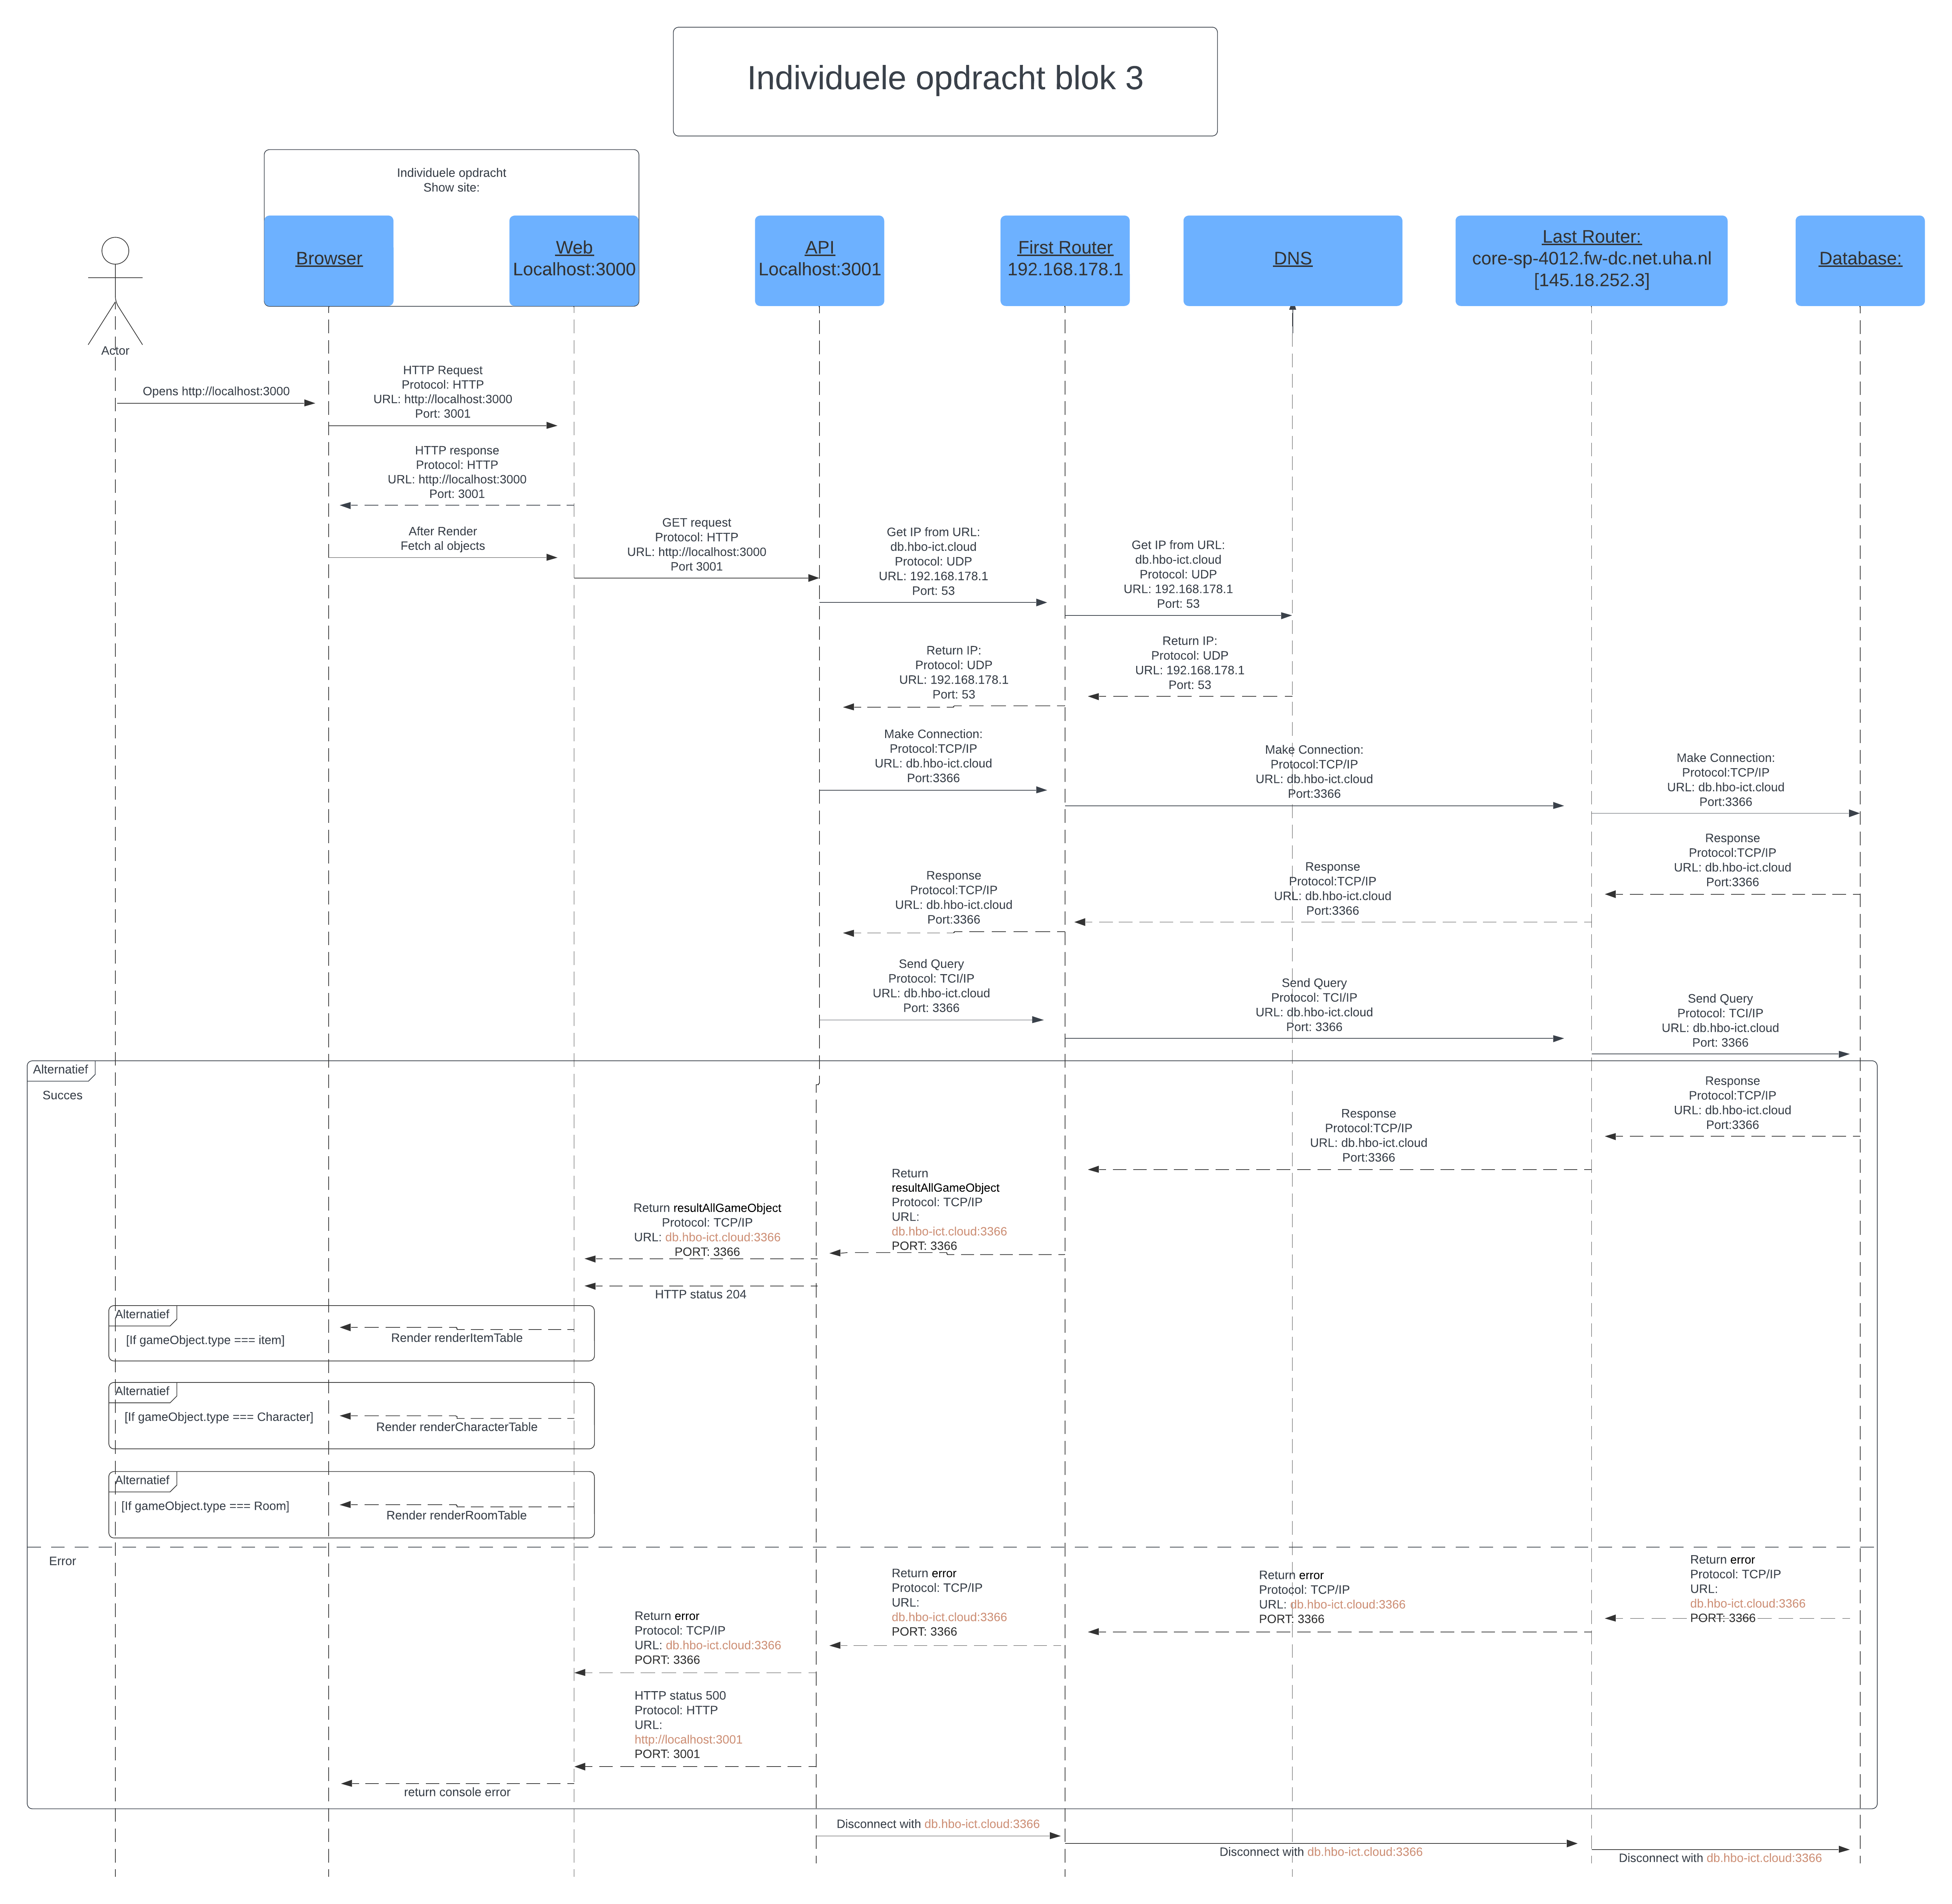 Individuele opdracht blok 3
Individuele opdracht
Show site:
Browser
Web
Localhost:3000
API
Localhost:3001
First Router
192.168.178.1
DNS
Last Router:
core-sp-4012.fw-dc.net.uha.nl
[145.18.252.3]
Database:
Actor
Opens http://localhost:3000
HTTP Request
Protocol: HTTP
URL: http://localhost:3000
Port: 3001
HTTP response
Protocol: HTTP
URL: http://localhost:3000
Port: 3001
After Render
Fetch al objects
GET request
Protocol: HTTP
URL: http://localhost:3000
Port 3001
Get IP from URL:
db.hbo-ict.cloud
Protocol: UDP
URL: 192.168.178.1
Port: 53
Get IP from URL:
db.hbo-ict.cloud
Protocol: UDP
URL: 192.168.178.1
Port: 53
Return IP:
Protocol: UDP
URL: 192.168.178.1
Port: 53
Return IP:
Protocol: UDP
URL: 192.168.178.1
Port: 53
Make Connection:
Protocol:TCP/IP
URL: db.hbo-ict.cloud
Port:3366
Make Connection:
Protocol:TCP/IP
URL: db.hbo-ict.cloud
Port:3366
Make Connection:
Protocol:TCP/IP
URL: db.hbo-ict.cloud
Port:3366
Response
Protocol:TCP/IP
URL: db.hbo-ict.cloud
Port:3366
Response
Protocol:TCP/IP
URL: db.hbo-ict.cloud
Port:3366
Response
Protocol:TCP/IP
URL: db.hbo-ict.cloud
Port:3366
Send Query
Protocol: TCI/IP
URL: db.hbo-ict.cloud
Port: 3366
Send Query
Protocol: TCI/IP
URL: db.hbo-ict.cloud
Port: 3366
Send Query
Protocol: TCI/IP
URL: db.hbo-ict.cloud
Port: 3366
Alternatief
Succes
Response
Protocol:TCP/IP
URL: db.hbo-ict.cloud
Port:3366
Response
Protocol:TCP/IP
URL: db.hbo-ict.cloud
Port:3366
Return
resultAllGameObject
Protocol: TCP/IP
URL:
db.hbo-ict.cloud:3366
PORT: 3366
Return resultAllGameObject
Protocol: TCP/IP
URL: db.hbo-ict.cloud:3366
PORT: 3366
HTTP status 204
Alternatief
[If gameObject.type === item]
Render renderItemTable
Alternatief
[If gameObject.type === Character]
Render renderCharacterTable
Alternatief
[If gameObject.type === Room]
Render renderRoomTable
Error
Return error
Protocol: TCP/IP
URL:
db.hbo-ict.cloud:3366
PORT: 3366
Return error
Protocol: TCP/IP
URL: db.hbo-ict.cloud:3366
PORT: 3366
Return error
Protocol: TCP/IP
URL:
db.hbo-ict.cloud:3366
PORT: 3366
Return error
Protocol: TCP/IP
URL: db.hbo-ict.cloud:3366
PORT: 3366
HTTP status 500
Protocol: HTTP
URL:
http://localhost:3001
PORT: 3001
return console error
Disconnect with db.hbo-ict.cloud:3366
Disconnect with db.hbo-ict.cloud:3366
Disconnect with db.hbo-ict.cloud:3366